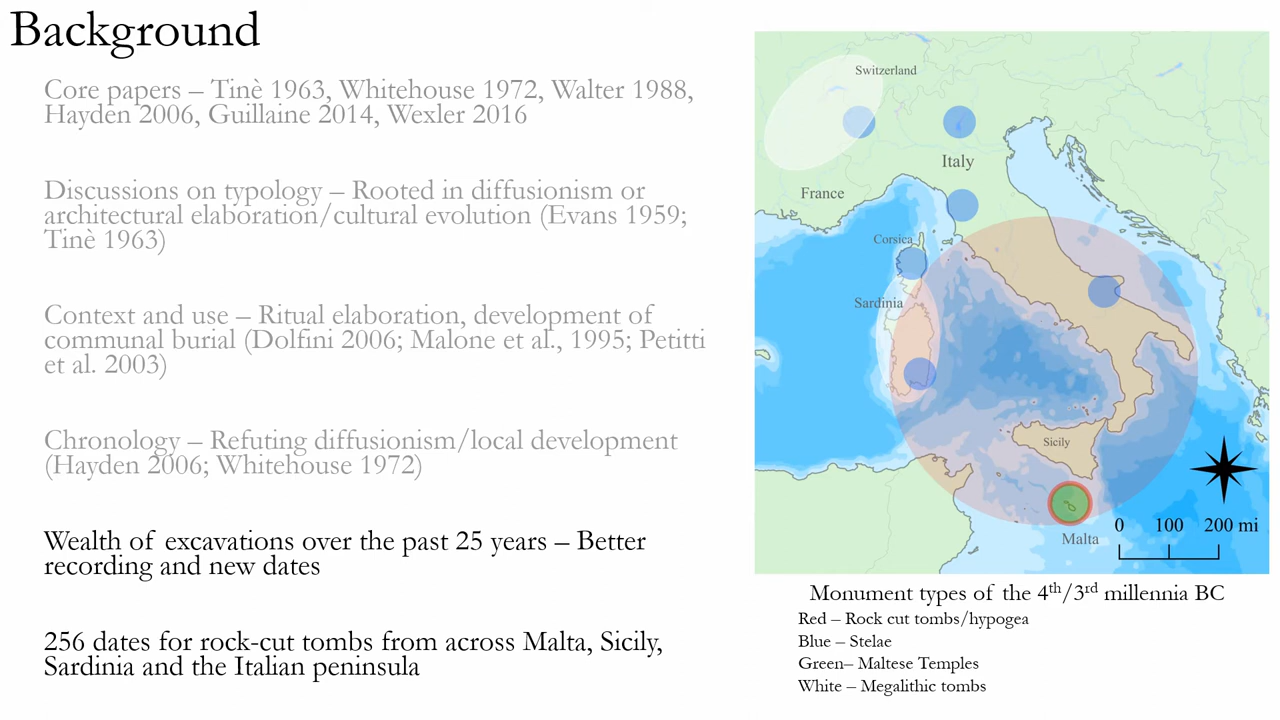 Background
Core papers – Tinè 1963, Whitehouse 1972, Walter 1988,
Hayden 2006, Guillaine 2014, Wexler 2016
Discussions on typology – Rooted in diffusionism or
architectural elaboration/cultural evolution (Evans 1959;
Tinè 1963)
Context and use – Ritual elaboration, development of
communal burial (Dolfini 2006; Malone et al., 1995; Petitti
et al. 2003)
Chronology – Refuting diffusionism/local development
(Hayden 2006; Whitehouse 1972)
Wealth of excavations over the past 25 years – Better
recording and new dates
256 dates for rock-cut tombs from across Malta, Sicily,
Sardinia and the Italian peninsula
Switzerland
Italy
France
Corsica
Sardinia
Sicily
Malta
0 100 200 mi
Monument types of the 4th/3rd millennia BC
Red – Rock cut tombs/hypogea
Blue – Stelae
Green– Maltese Temples
White – Megalithic tombs